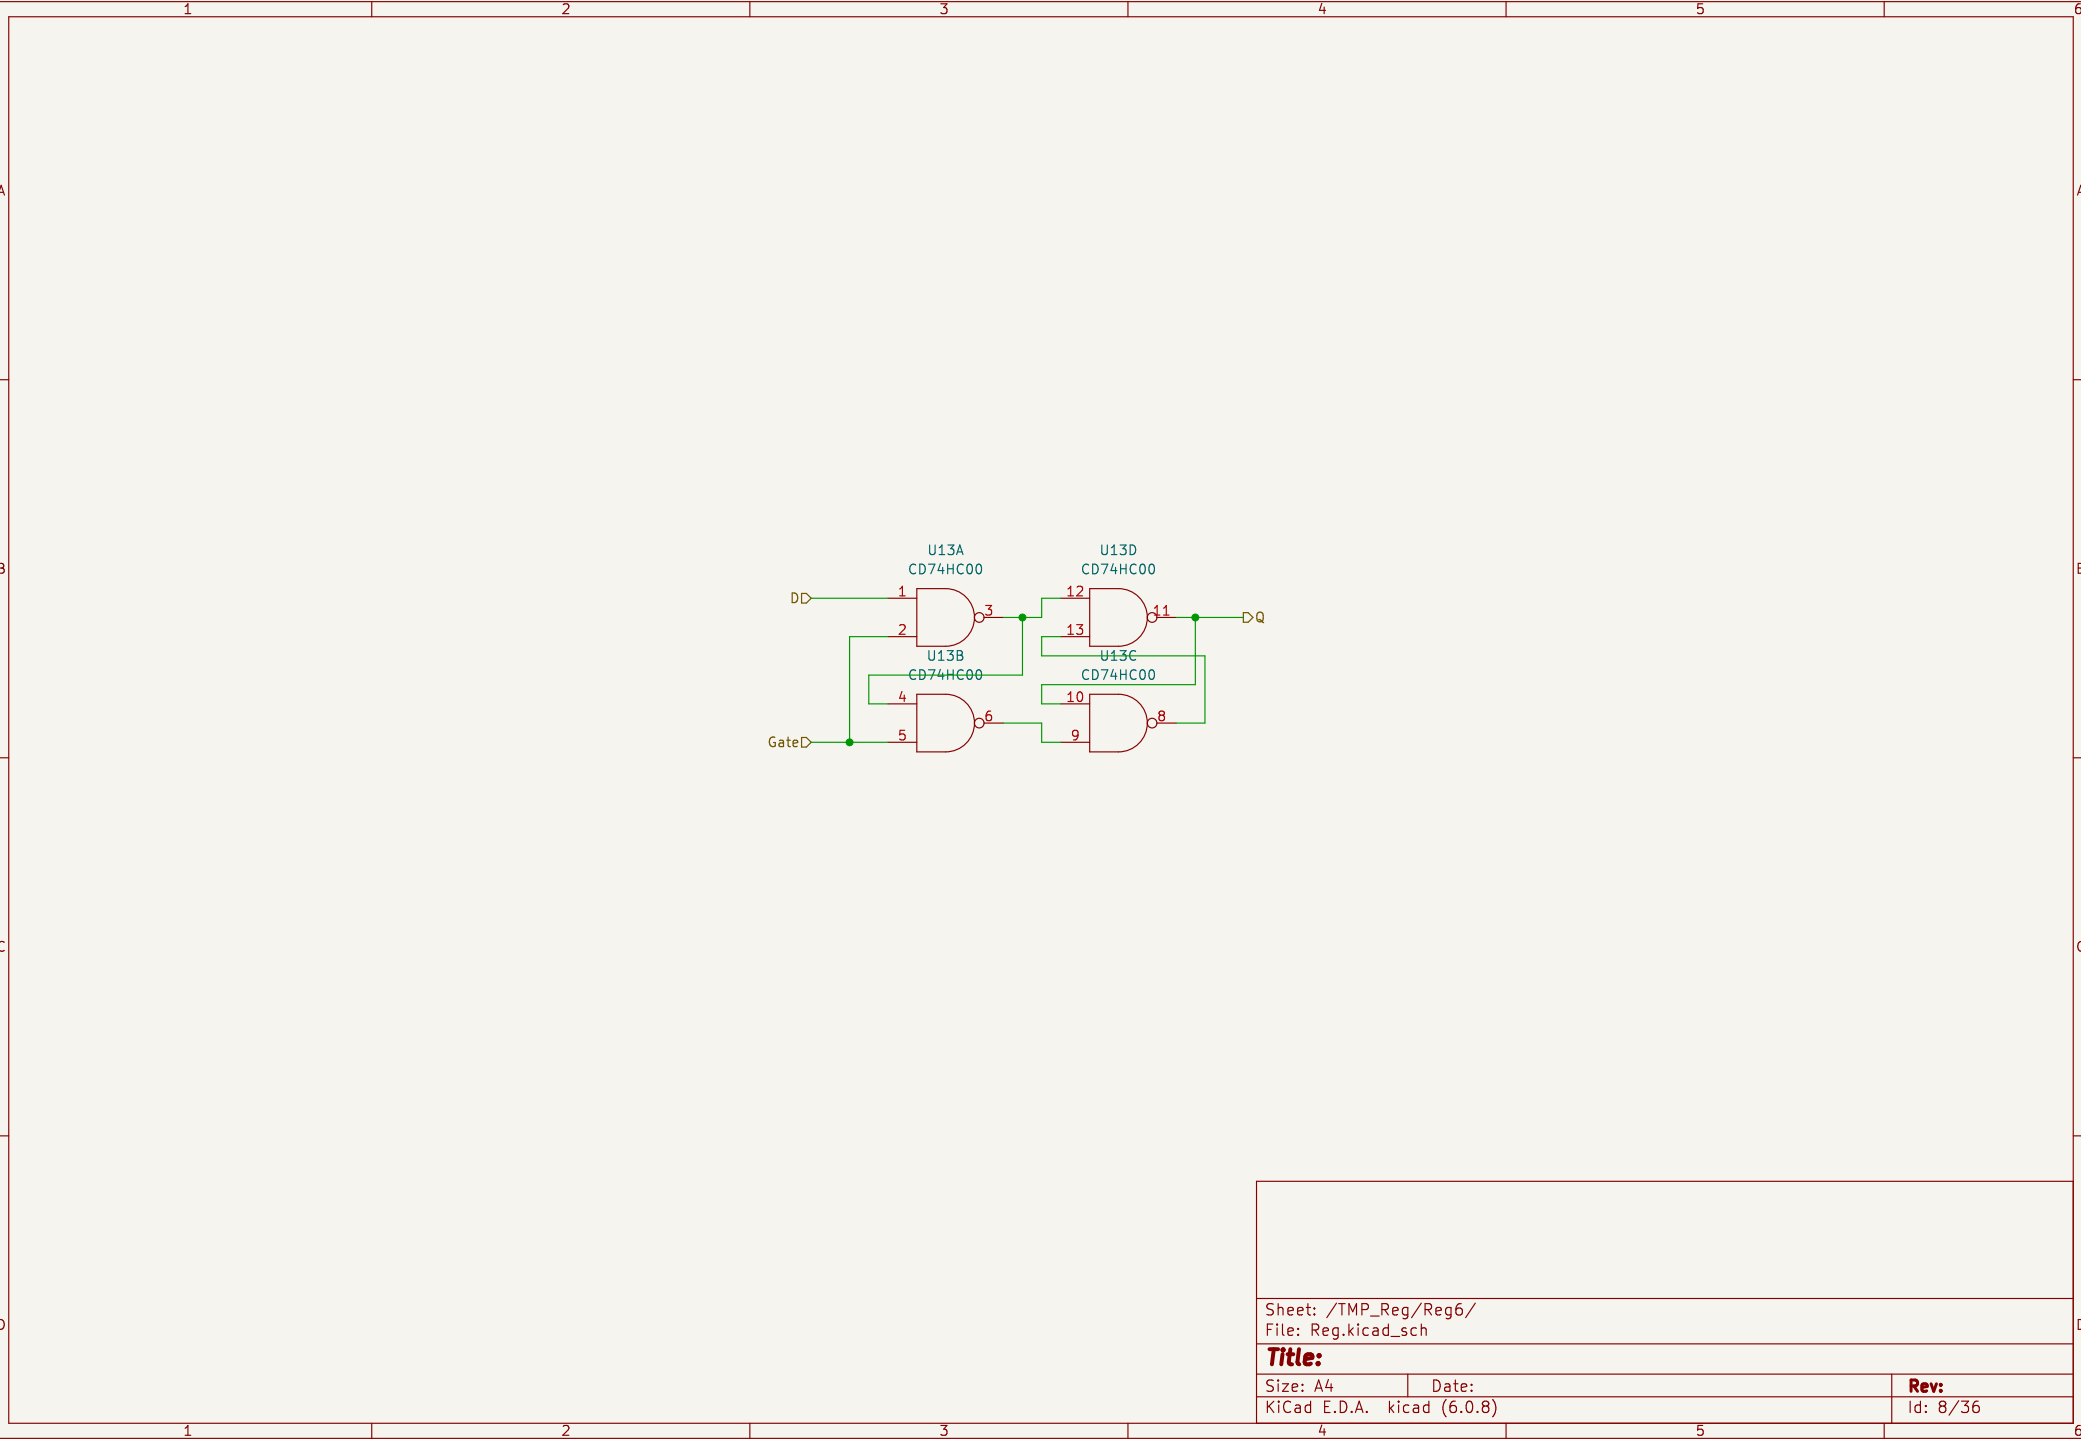 1 2 3 4 5 6
A A
U13A U13D
CD74HC00 CD74HC00
B B
D 1 3 12 11 Q
2 13
U13B U13C
CD74HC00 CD74HC00
4 6 10 8
Gate 5 9
C C
Sheet: /TMP_Reg/Reg6/
File: Reg.kicad_sch
D D
Title:
Size: A4 Date: Rev:
KiCad E.D.A. kicad (6.0.8) Id: 8/36
1 2 3 4 5 6